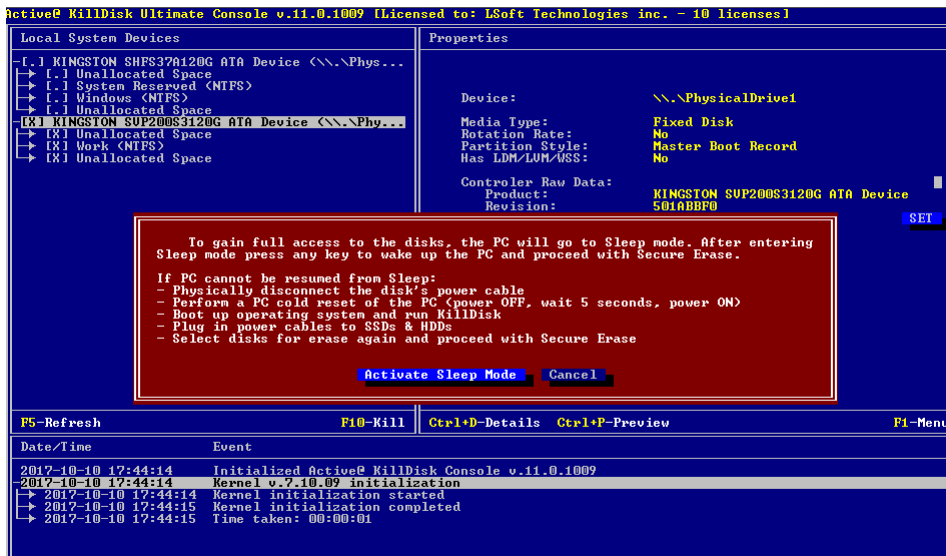 Active@ KillDisk Ultimate Console v.11.0.1009 [Licensed to: LSoft Technologies inc. - 10 licenses]
Local System Devices
-[.] KINGSTON SHFS37A120G ATA Device (\\.\Phys...
[.] Unallocated Space
[.] System Reserved (NTFS)
[.] Windows (NTFS)
[.] Unallocated Space
-[X] KINGSTON SVP200S3120G ATA Device (\\.\Phy...
[X] Unallocated Space
[X] Work (NTFS)
[X] Unallocated Space
Properties
Device: \\.\PhysicalDrive1
Media Type: Fixed Disk
Rotation Rate: No
Partition Style: Master Boot Record
Has LDM/LVM/WSS: No
Controler Raw Data:
Product: KINGSTON SVP200S3120G ATA Device
Revision: 501ABBF0
SET
To gain full access to the disks, the PC will go to Sleep mode. After entering
Sleep mode press any key to wake up the PC and proceed with Secure Erase.
If PC cannot be resumed from Sleep:
- Physically disconnect the disk's power cable
- Perform a PC cold reset of the PC (power OFF, wait 5 seconds, power ON)
- Boot up operating system and run KillDisk
- Plug in power cables to SSDs & HDDs
- Select disks for erase again and proceed with Secure Erase
Activate Sleep Mode Cancel
F5-Refresh F10-Kill Ctrl+D-Details Ctrl+P-Preview F1-Menu
Date/Time Event
2017-10-10 17:44:14 Initialized Active@ KillDisk Console v.11.0.1009
-2017-10-10 17:44:14 Kernel v.7.10.09 initialization
2017-10-10 17:44:14 Kernel initialization started
2017-10-10 17:44:15 Kernel initialization completed
2017-10-10 17:44:15 Time taken: 00:00:01